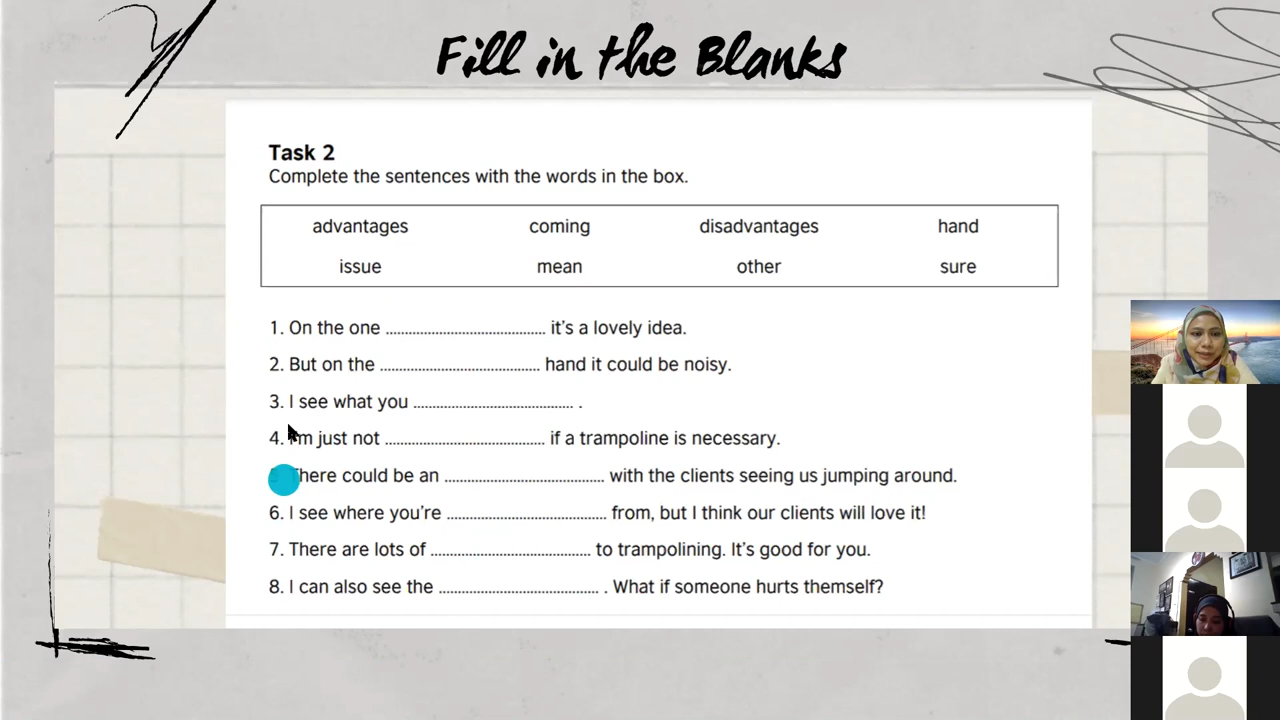 Fill in the Blanks
Task 2
Complete the sentences with the words in the box.
advantages coming disadvantages hand
issue mean other sure
1. On the one ........................................ it's a lovely idea.
2. But on the ........................................ hand it could be noisy.
3. I see what you ........................................ .
4. I'm just not ........................................ if a trampoline is necessary.
There could be an ........................................ with the clients seeing us jumping around.
6. I see where you're ........................................ from, but I think our clients will love it!
7. There are lots of ........................................ to trampolining. It's good for you.
8. I can also see the ........................................ . What if someone hurts themself?